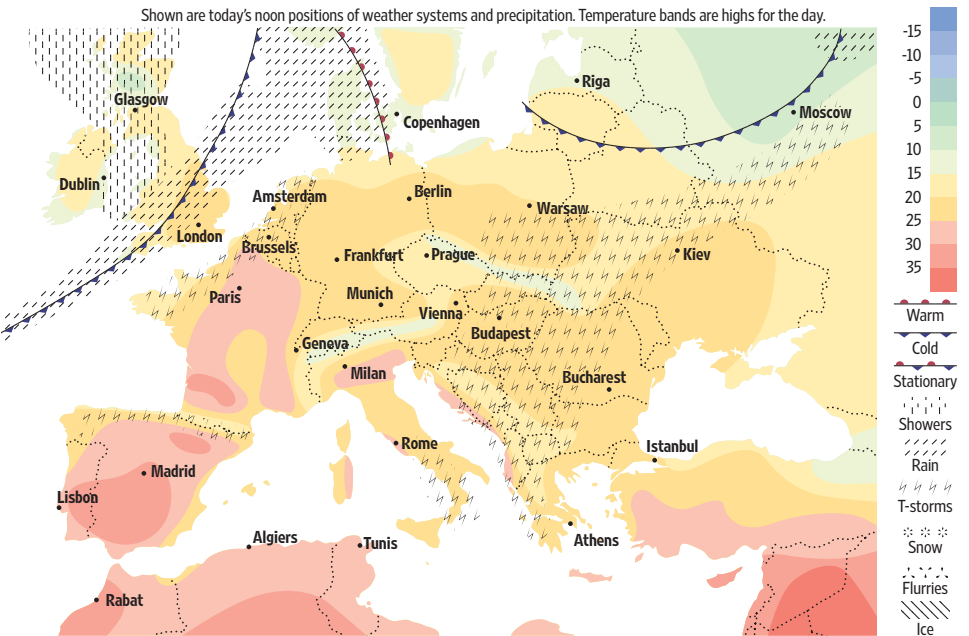 Shown are today's noon positions of weather systems and precipitation. Temperature bands are highs for the day.
Glasgow
Dublin
London
Copenhagen
Riga
Moscow
Amsterdam
Berlin
Warsaw
Brussels
Frankfurt
Prague
Kiev
Paris
Munich
Vienna
Budapest
Geneva
Milan
Bucharest
Rome
Istanbul
Madrid
Lisbon
Algiers
Tunis
Athens
Rabat
-15
-10
-5
0
5
10
15
20
25
30
35
Warm
Cold
Stationary
Showers
Rain
T-storms
Snow
Flurries
Ice